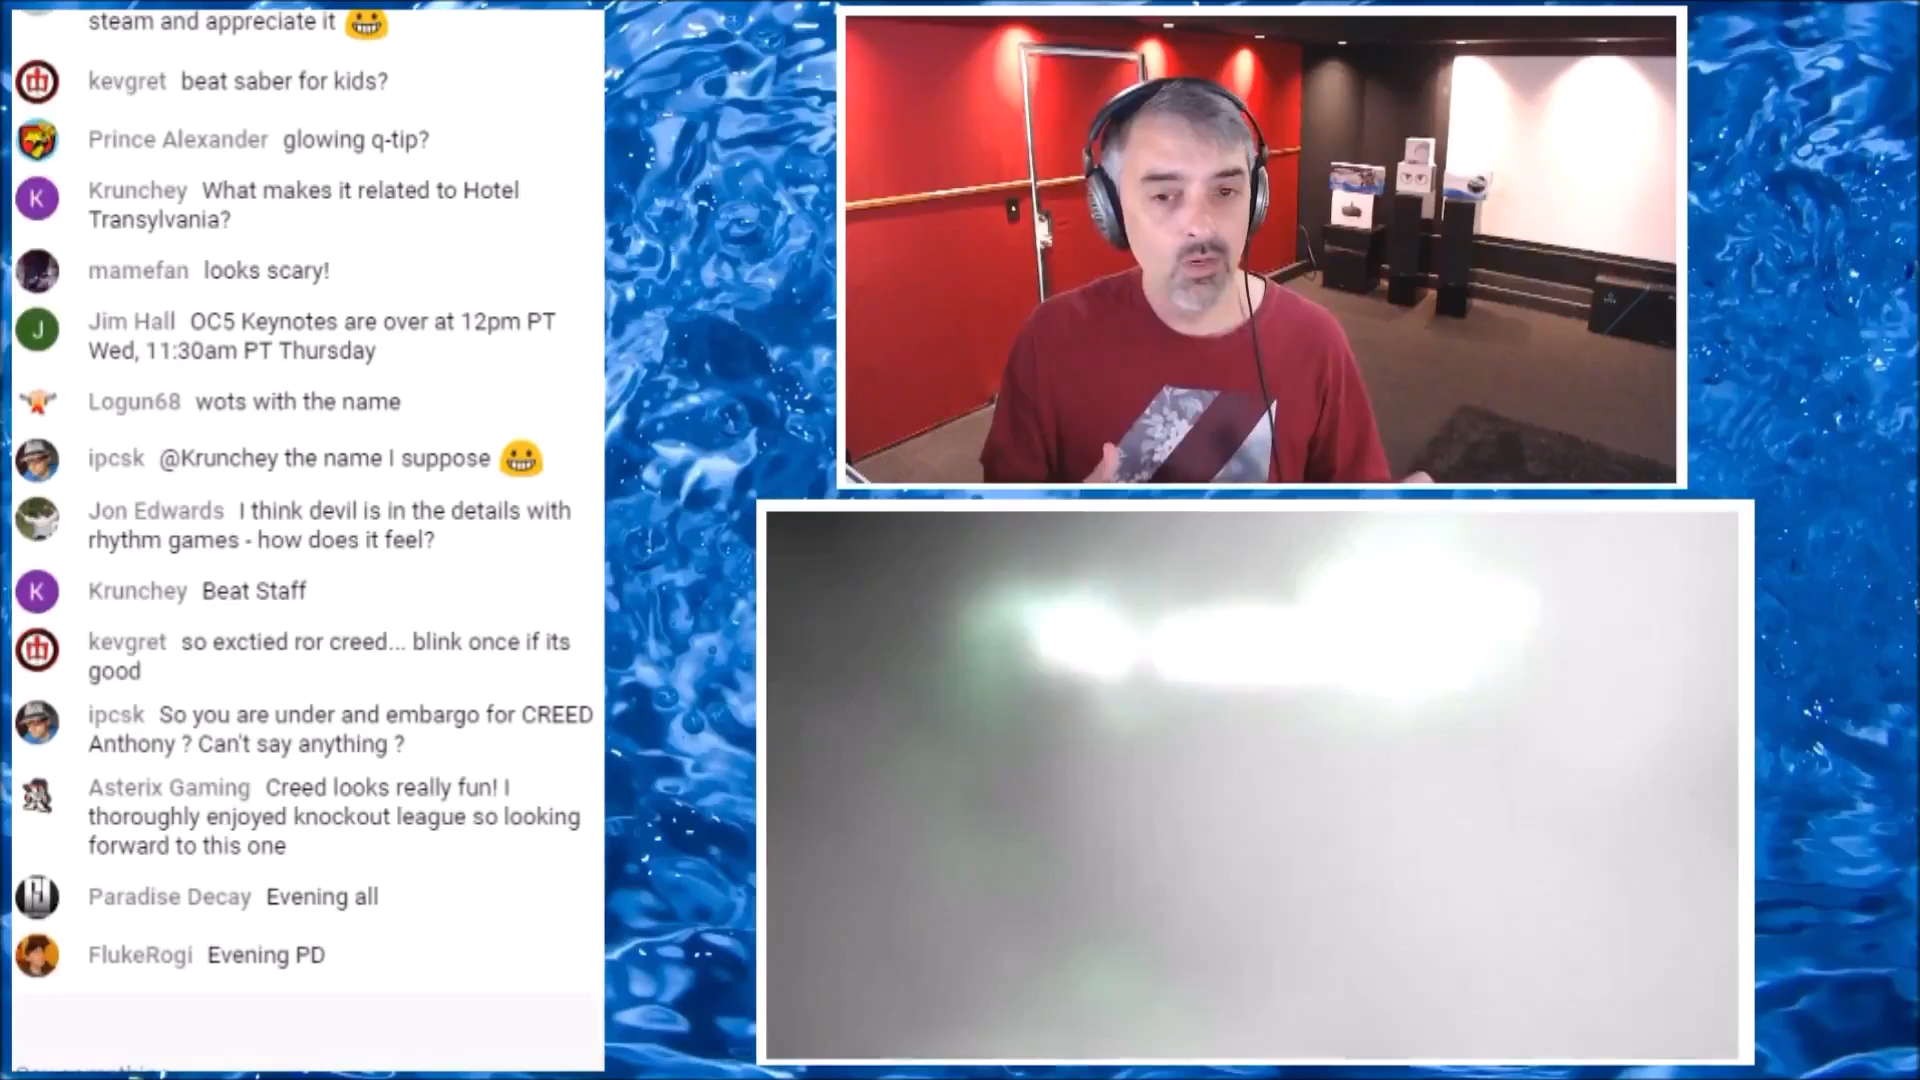 steam and appreciate it
kevgret beat saber for kids?
Prince Alexander glowing q-tip?
K Krunchey What makes it related to Hotel
Transylvania?
mamefan looks scary!
J Jim Hall OC5 Keynotes are over at 12pm PT
Wed, 11:30am PT Thursday
Logun68 wots with the name
ipcsk @Krunchey the name I suppose
Jon Edwards I think devil is in the details with
rhythm games - how does it feel?
K Krunchey Beat Staff
kevgret so exctied ror creed... blink once if its
good
ipcsk So you are under and embargo for CREED
Anthony ? Can't say anything ?
Asterix Gaming Creed looks really fun! I
thoroughly enjoyed knockout league so looking
forward to this one
Paradise Decay Evening all
FlukeRogi Evening PD